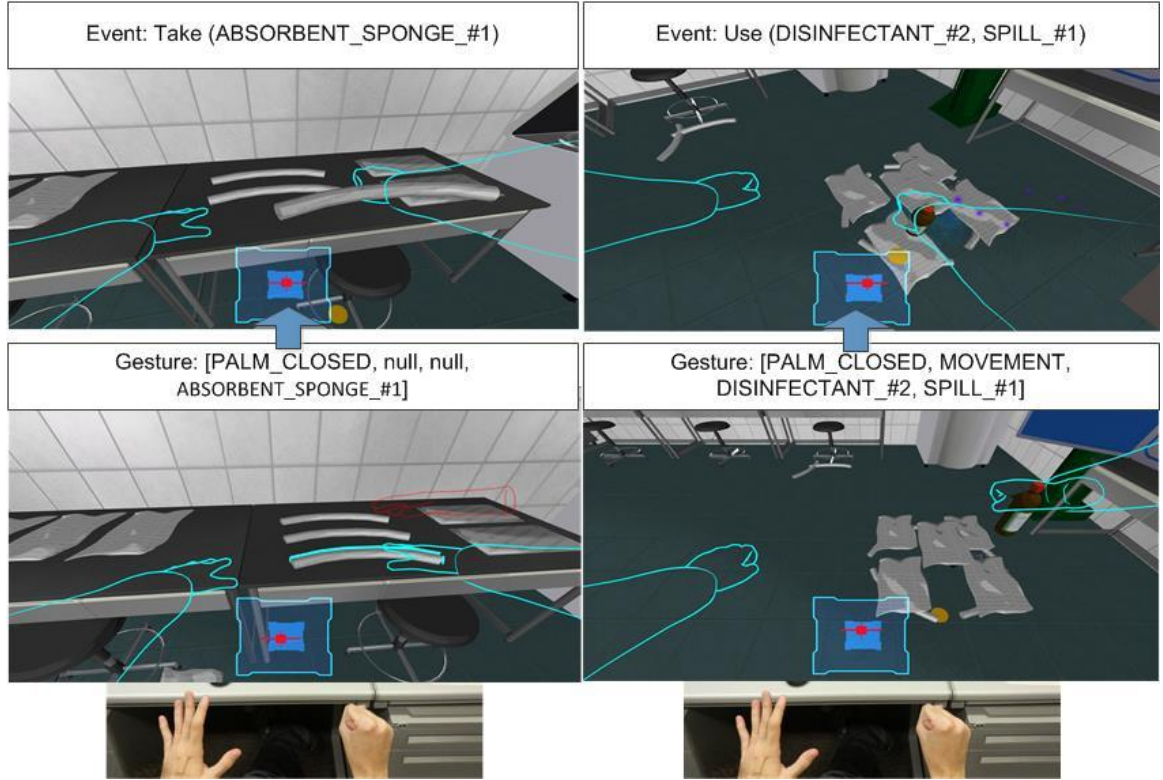 Event: Take (ABSORBENT_SPONGE_#1)
Event: Use (DISINFECTANT_#2, SPILL_#1)
Gesture: [PALM_CLOSED, null, null,
ABSORBENT_SPONGE_#1]
Gesture: [PALM_CLOSED, MOVEMENT,
DISINFECTANT_#2, SPILL_#1]